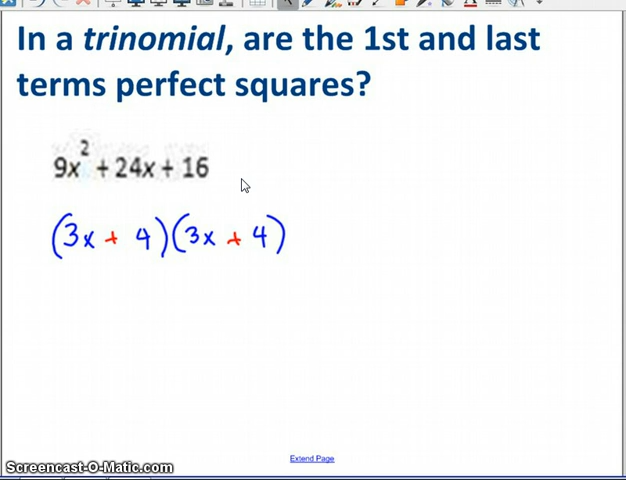 In a trinomial, are the 1st and last
terms perfect squares?
9x² + 24x + 16
(3x + 4)(3x + 4)
Extend Page
Screencast-O-Matic.com